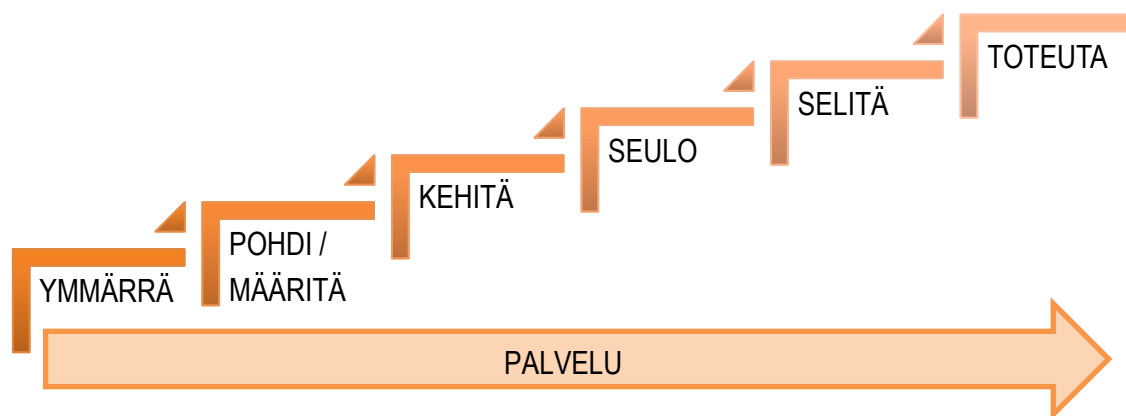 YMMÄRRÄ
POHDI /
MÄÄRITÄ
KEHITÄ
SEULO
SELITÄ
TOTEUTA
PALVELU